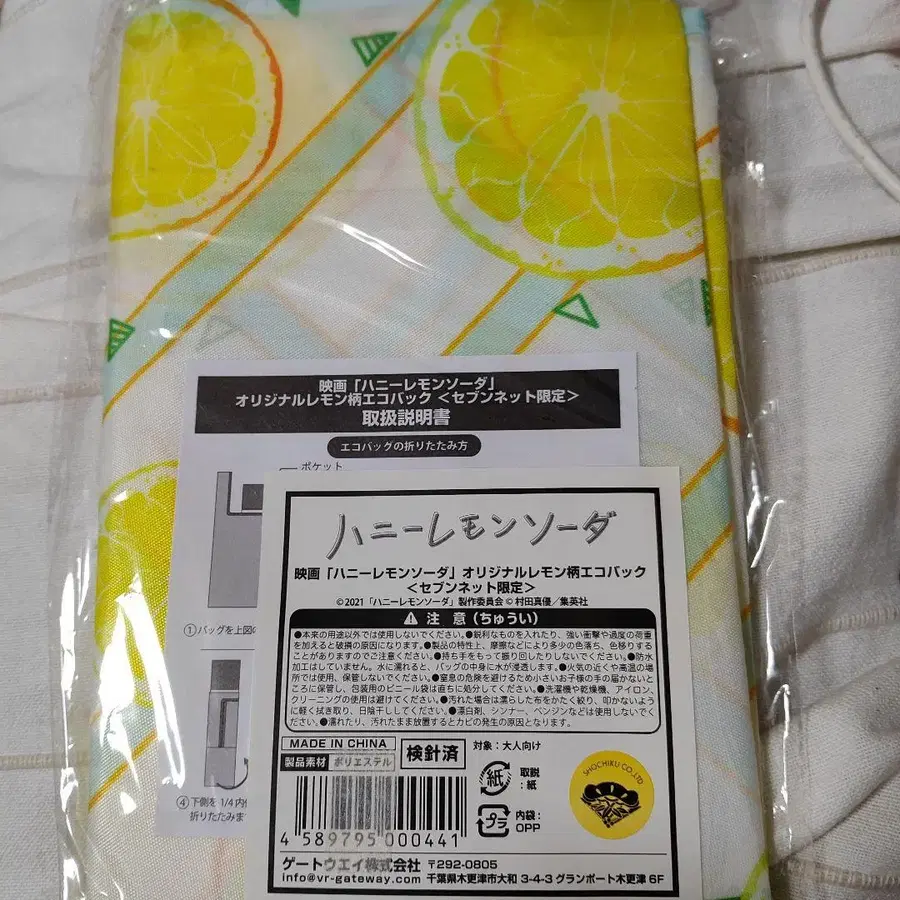 映画「ハニーレモンソーダ」
オリジナルレモン柄エコバック <セブンネット限定>
取扱説明書
エコバッグの折りたたみ方
ポケット
①バッグを上図の
④下側を1/4内
折りたたみま
ハニーレモンソーダ
映画「ハニーレモンソーダ」オリジナルレモン柄エコバック
<セブンネット限定>
©2021「ハニーレモンソーダ」製作委員会 ©村田真優/集英社
注意(ちゅうい)
●本来の用途以外では使用しないでください。●鋭利なものを入れたり、強い衝撃や過度の荷重
を加えると破損の原因になります。●製品の特性上、摩擦などにより多少の色落ち、色移りする
ことがありますのでご注意ください。●持ち手をもって振り回したりしないでください。●防水
加工はしていません。水に濡れると、バッグの中身に水が浸透します。●火気の近くや高温の場
所では使用、保管しないでください。●窒息の危険を避けるため小さいお子様の手の届かないと
ころに保管し、包装用のビニール袋は直ちに処分してください。●洗濯機や乾燥機、アイロン、
クリーニングの使用は避けてください。●汚れた場合は濡らした布をかたく絞り、叩かないよう
に軽く拭き取り、日陰干ししてください。●漂白剤、シンナー、ベンジンなどは使用しないでく
ださい。●濡れたり、汚れたまま放置するとカビの発生の原因となります。
MADE IN CHINA
製品素材 ポリエステル
検針済
対象:大人向け
紙
取説
:紙
プラ
内袋:
OPP
SHOCHIKU CO.,LTD
4 589795 000441
ゲートウエイ株式会社 〒292-0805
info@vr-gateway.com 千葉県木更津市大和 3-4-3 グランポート木更津 6F